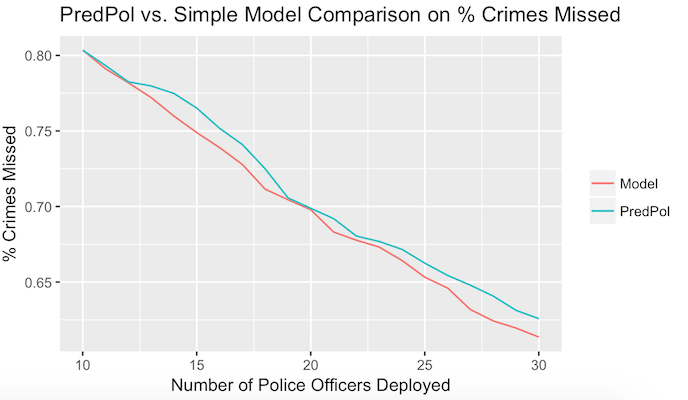 PredPol vs. Simple Model Comparison on % Crimes Missed
% Crimes Missed
0.80
0.75
0.70
0.65
10 15 20 25 30
Number of Police Officers Deployed
Model
PredPol